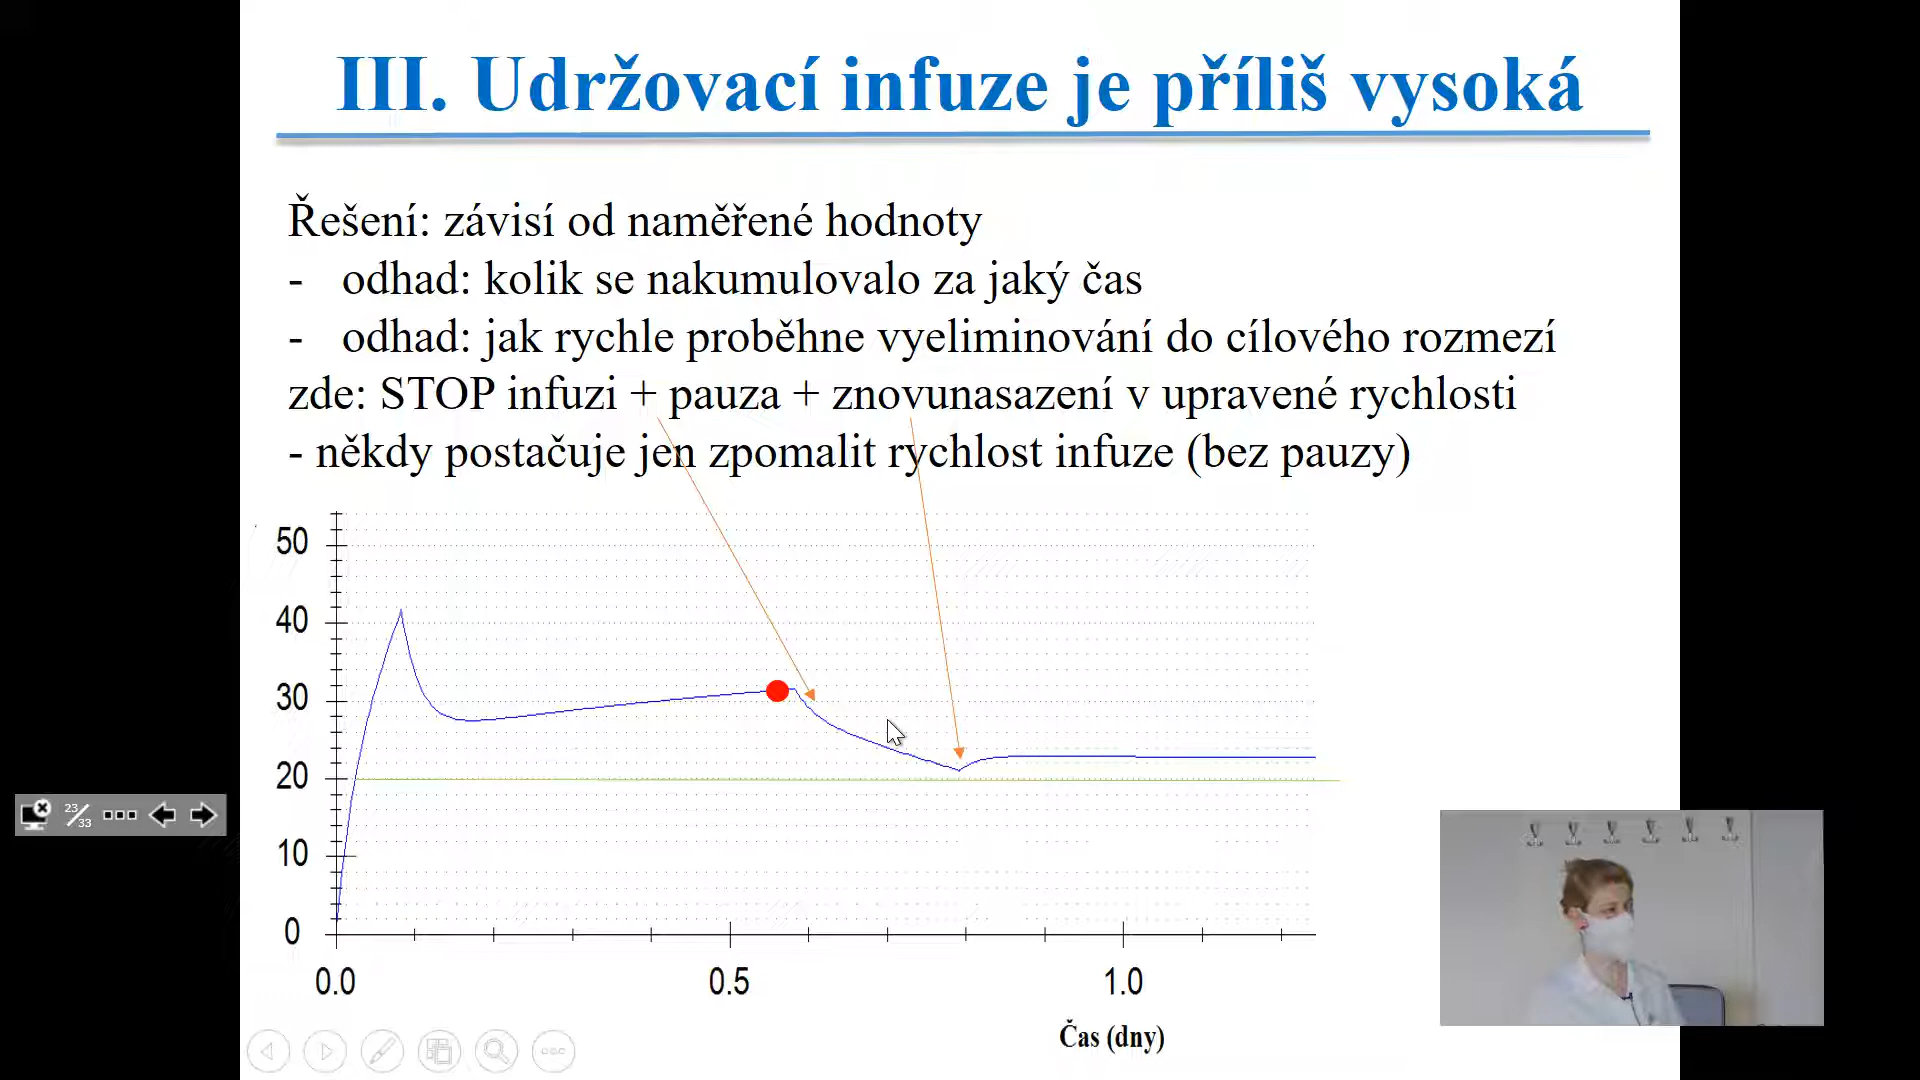 III. Udržovací infuze je příliš vysoká
Řešení: závisí od naměřené hodnoty
- odhad: kolik se nakumulovalo za jaký čas
- odhad: jak rychle proběhne vyeliminování do cílového rozmezí
zde: STOP infuzi + pauza + znovunasazení v upravené rychlosti
- někdy postačuje jen zpomalit rychlost infuze (bez pauzy)
50
40
30
20
10
0
0.0 0.5 1.0
Čas (dny)
23/33